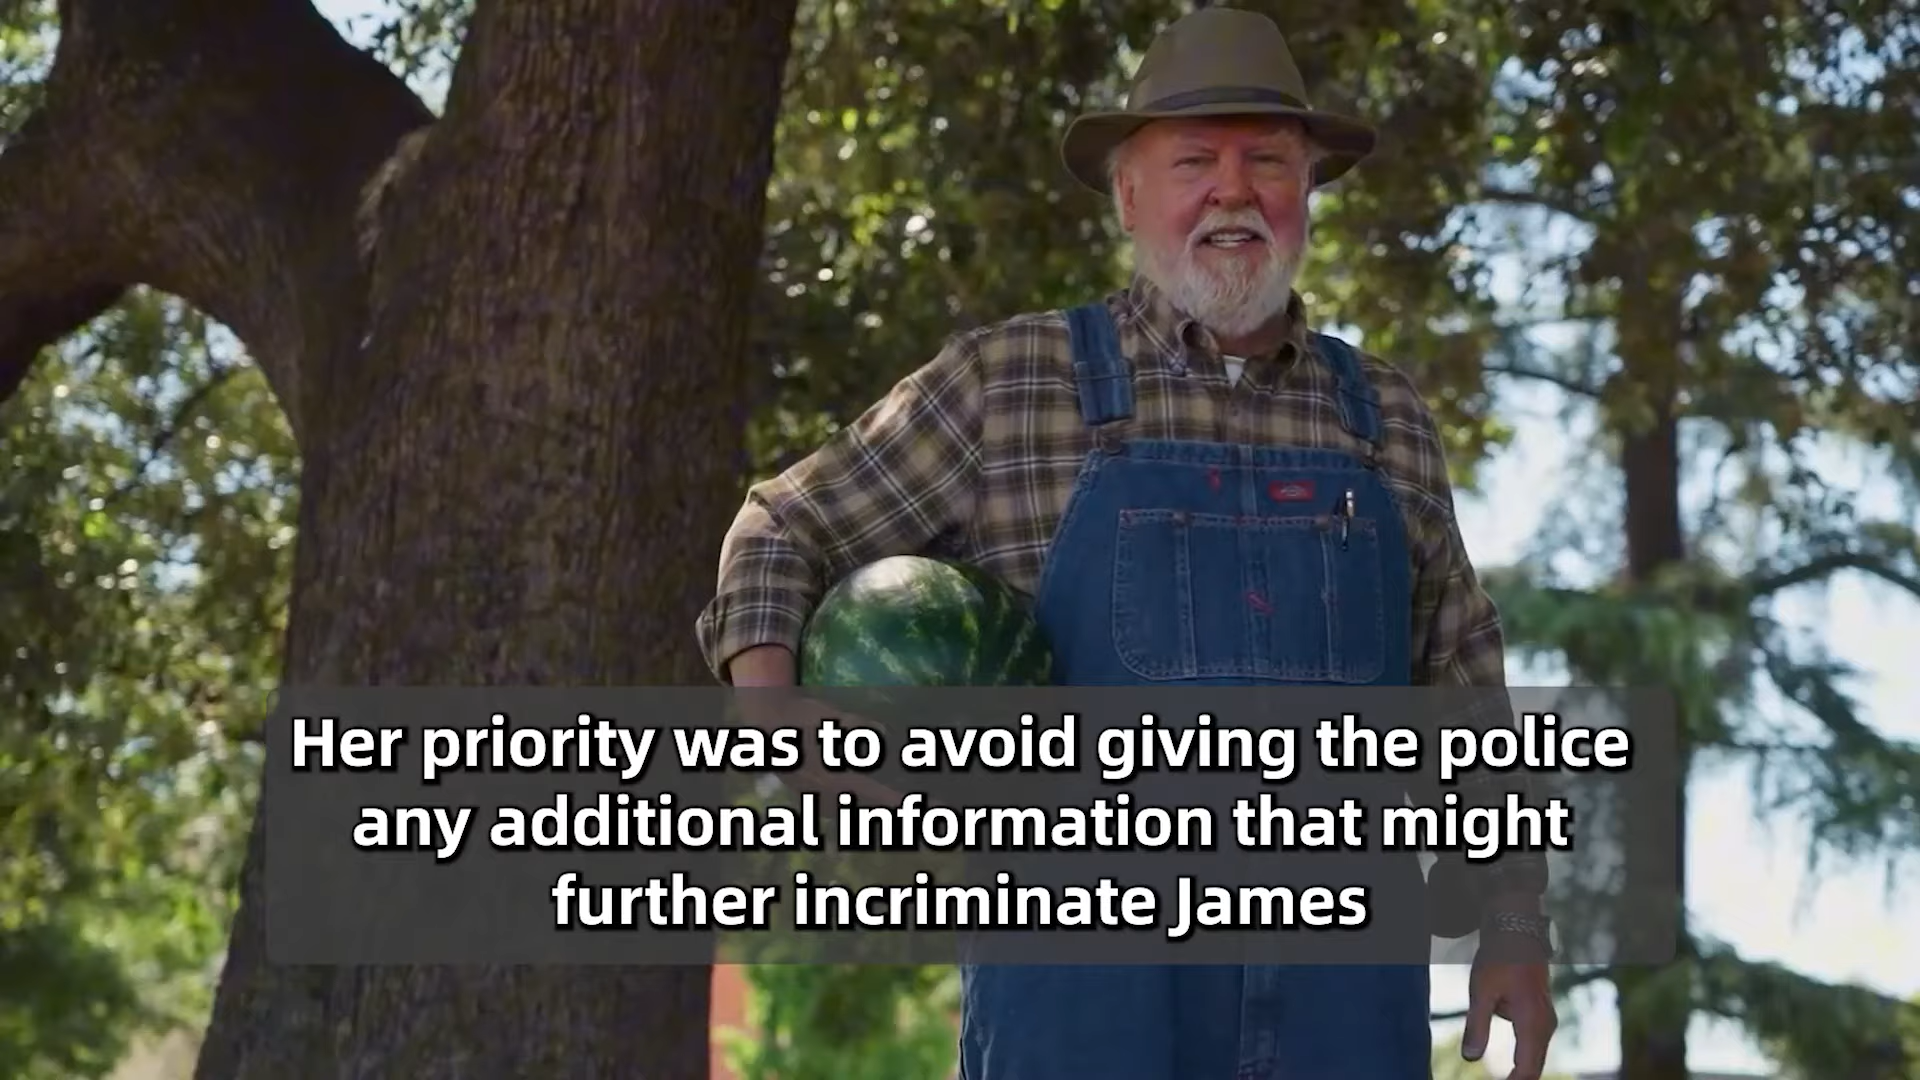 Her priority was to avoid giving the police
any additional information that might
further incriminate James